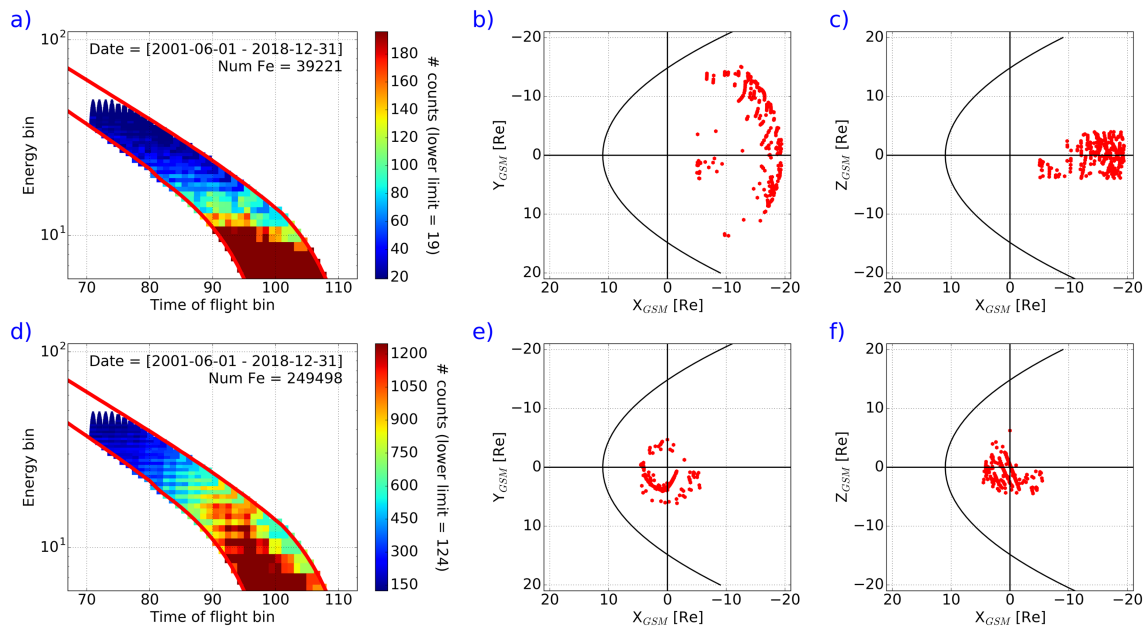 a)
10²
Date = [2001-06-01 - 2018-12-31]
Num Fe = 39221
Energy bin
10¹
70 80 90 100 110
Time of flight bin
180
160
140
120
100
80
60
40
20
# counts (lower limit = 19)
b)
−10
0
10
20
Y_GSM [Re]
20 10 0 −10 −20
X_GSM [Re]
c)
20
10
0
−10
−20
Z_GSM [Re]
20 10 0 −10 −20
X_GSM [Re]
d)
10²
Date = [2001-06-01 - 2018-12-31]
Num Fe = 249498
Energy bin
10¹
70 80 90 100 110
Time of flight bin
1200
1050
900
750
600
450
300
150
# counts (lower limit = 124)
e)
−20
−10
0
10
20
Y_GSM [Re]
20 10 0 −10 −20
X_GSM [Re]
f)
20
10
0
−10
−20
Z_GSM [Re]
20 10 0 −10 −20
X_GSM [Re]